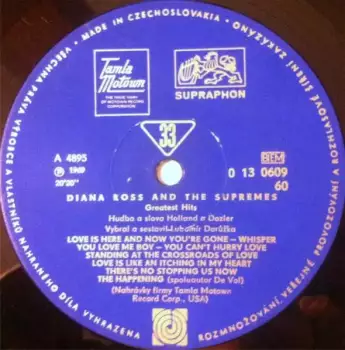 • MADE IN CZECHOSLOVAKIA •
VŠECHNA PRÁVA VÝROBCE A VLASTNÍKŮ NAHRANÉHO DÍLA VYHRAZENA
ROZMNOŽOVÁNÍ, VEŘEJNÉ PROVOZOVÁNÍ A ROZHLASOVÉ ŠÍŘENÍ ZAKÁZÁNO
Tamla
Motown
SUPRAPHON
33
A 4895
Ⓟ 1969
20'20"
BIEM
0 13 0609
60
DIANA ROSS AND THE SUPREMES
Greatest Hits
Hudba a slova Holland a Dozier
Vybral a sestavil Lubomír Dorůžka
LOVE IS HERE AND NOW YOU'RE GONE — WHISPER
YOU LOVE ME BOY — YOU CAN'T HURRY LOVE
STANDING AT THE CROSSROADS OF LOVE
LOVE IS LIKE AN ITCHING IN MY HEART
THERE'S NO STOPPING US NOW
THE HAPPENING (spoluautor De Vol)
(Nahrávky firmy Tamla Motown
Record Corp., USA)